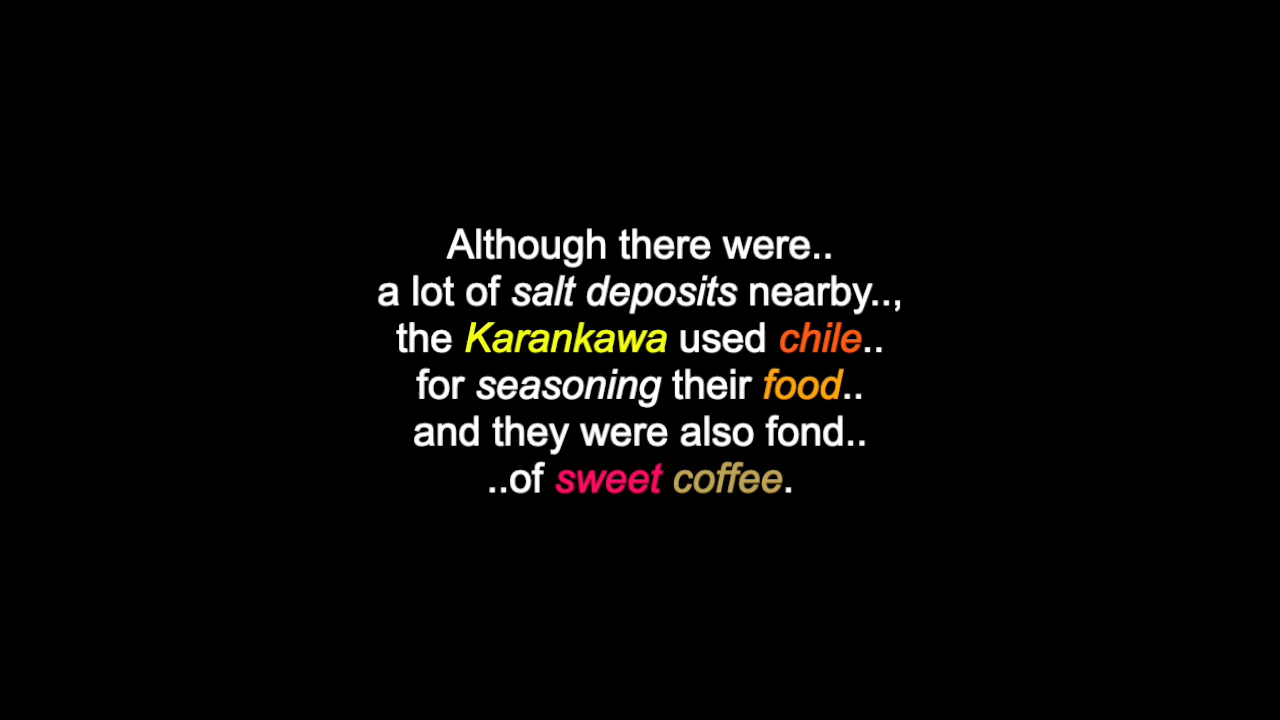 Although there were..
a lot of salt deposits nearby..,
the Karankawa used chile..
for seasoning their food..
and they were also fond..
..of sweet coffee.